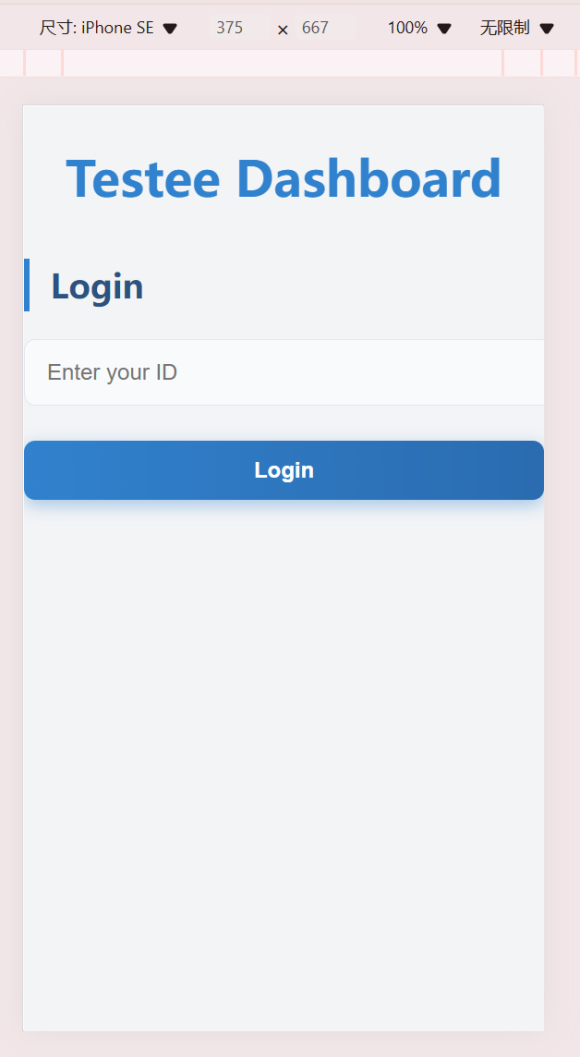 尺寸: iPhone SE 375 × 667 100% 无限制
Testee Dashboard
Login
Enter your ID
Login